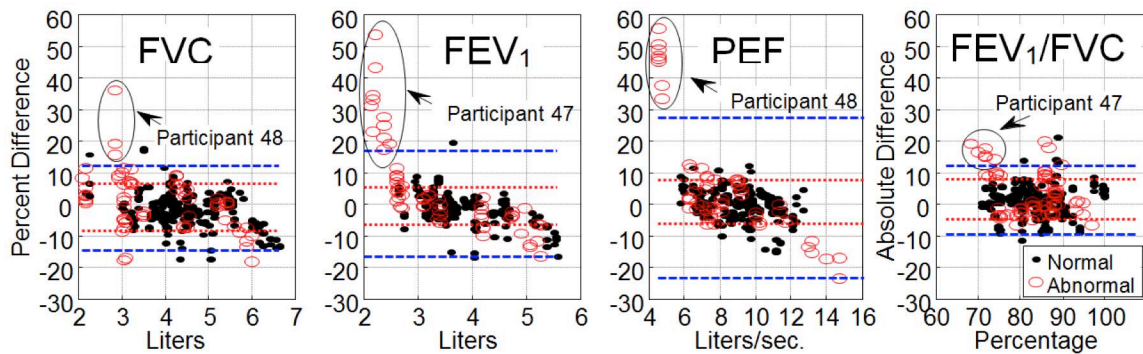 Percent Difference
60
50
40
30
20
10
0
-10
-20
-30
FVC
Participant 48
2 3 4 5 6 7
Liters
60
50
40
30
20
10
0
-10
-20
-30
FEV₁
Participant 47
2 3 4 5 6
Liters
60
50
40
30
20
10
0
-10
-20
-30
PEF
Participant 48
4 6 8 10 12 14 16
Liters/sec.
Absolute Difference
60
50
40
30
20
10
0
-10
-20
-30
FEV₁/FVC
Participant 47
Normal
Abnormal
60 70 80 90 100
Percentage